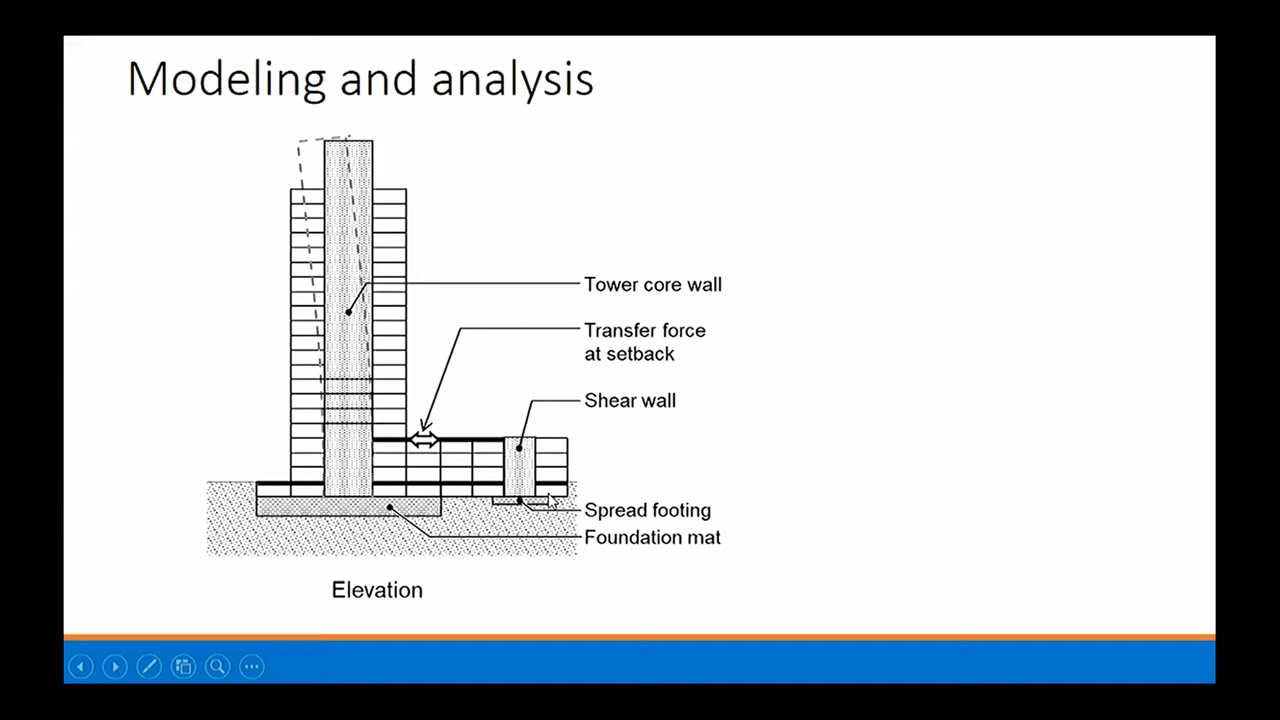 Modeling and analysis
Tower core wall
Transfer force
at setback
Shear wall
Spread footing
Foundation mat
Elevation